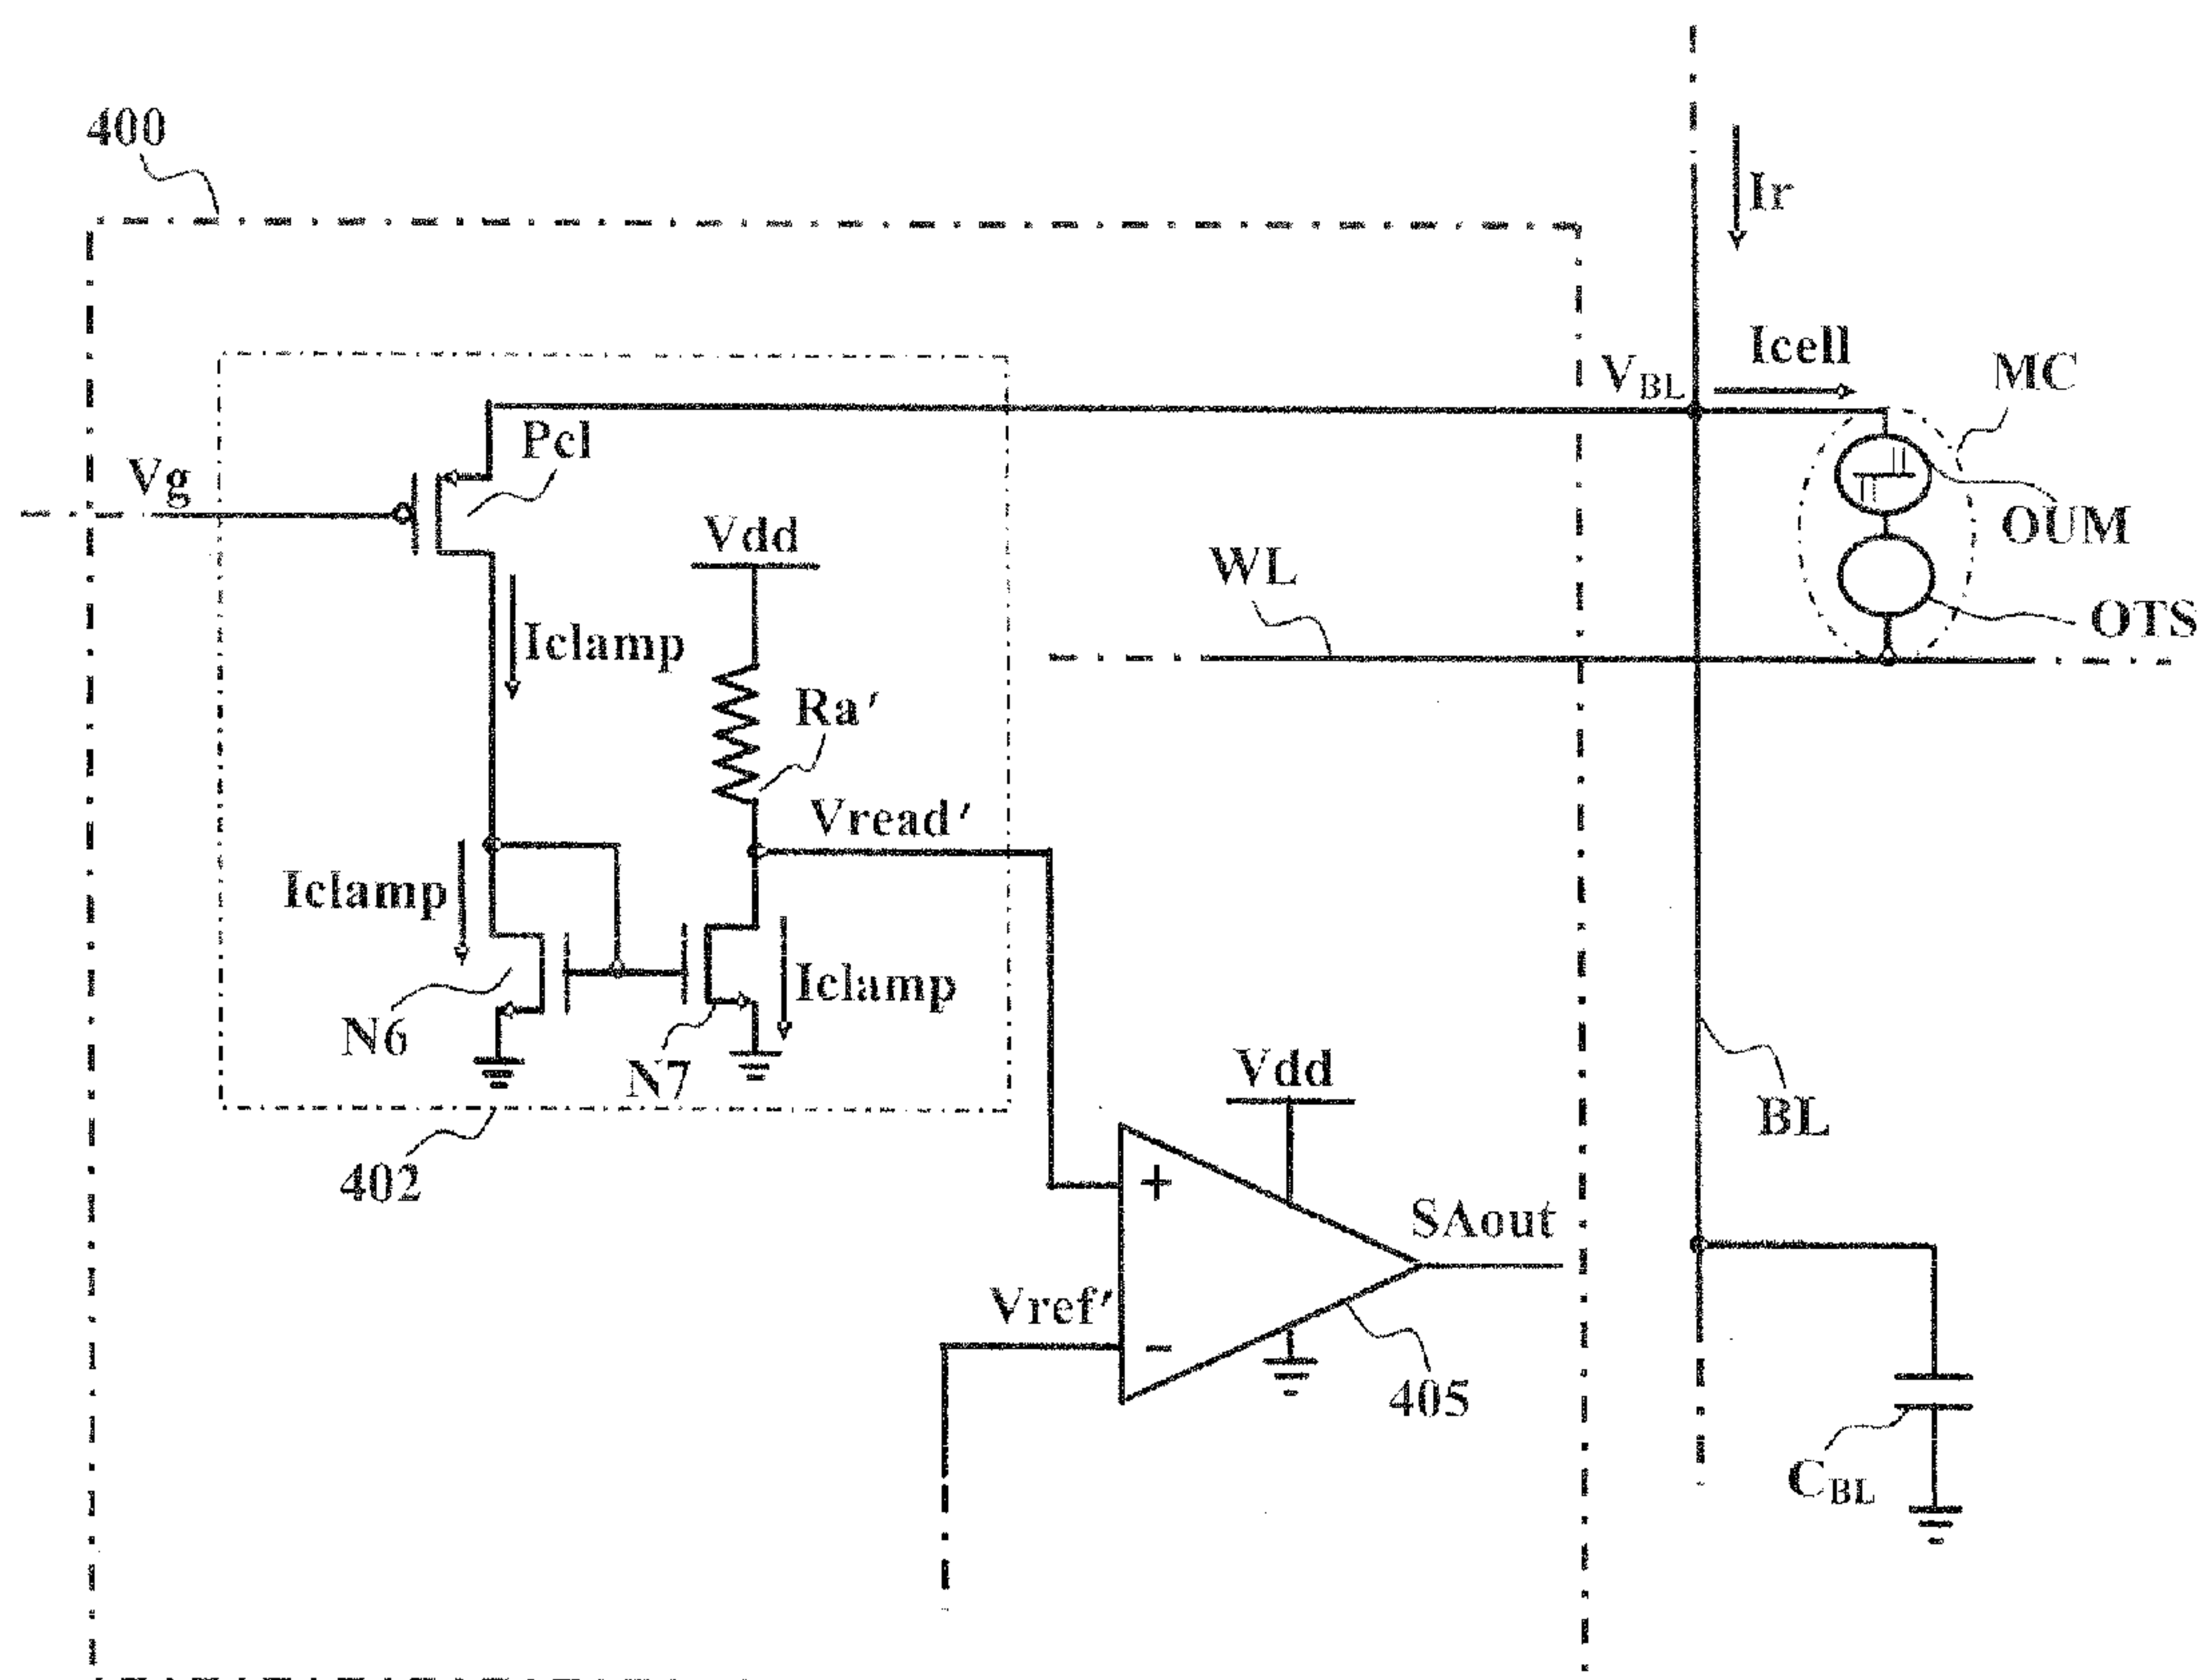 400
Ir
Icell
MC
VBL
Pcl
Vg
Vdd
OUM
WL
OTS
Iclamp
Ra'
Vread'
Iclamp
Iclamp
N6
N7
Vdd
BL
402
+
SAout
Vref'
-
405
CBL